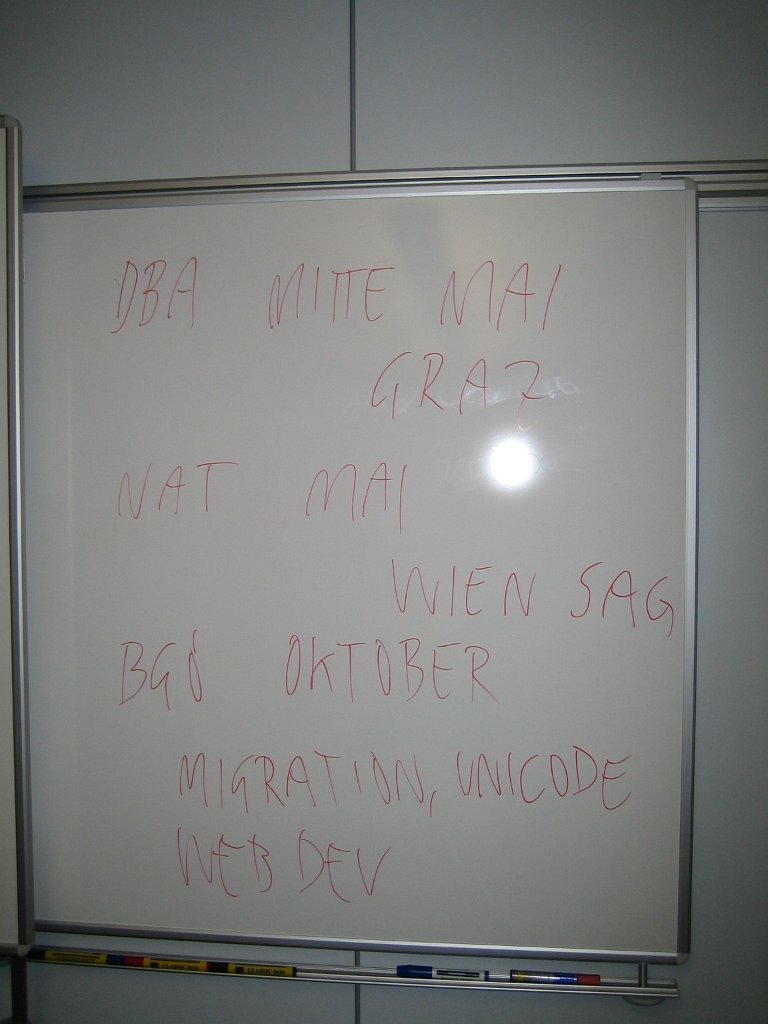 DBA MITTE MAI
GRAZ
NAT MAI
WIEN SAG
BGÖ OKTOBER
MIGRATION, UNICODE
WEB DEV